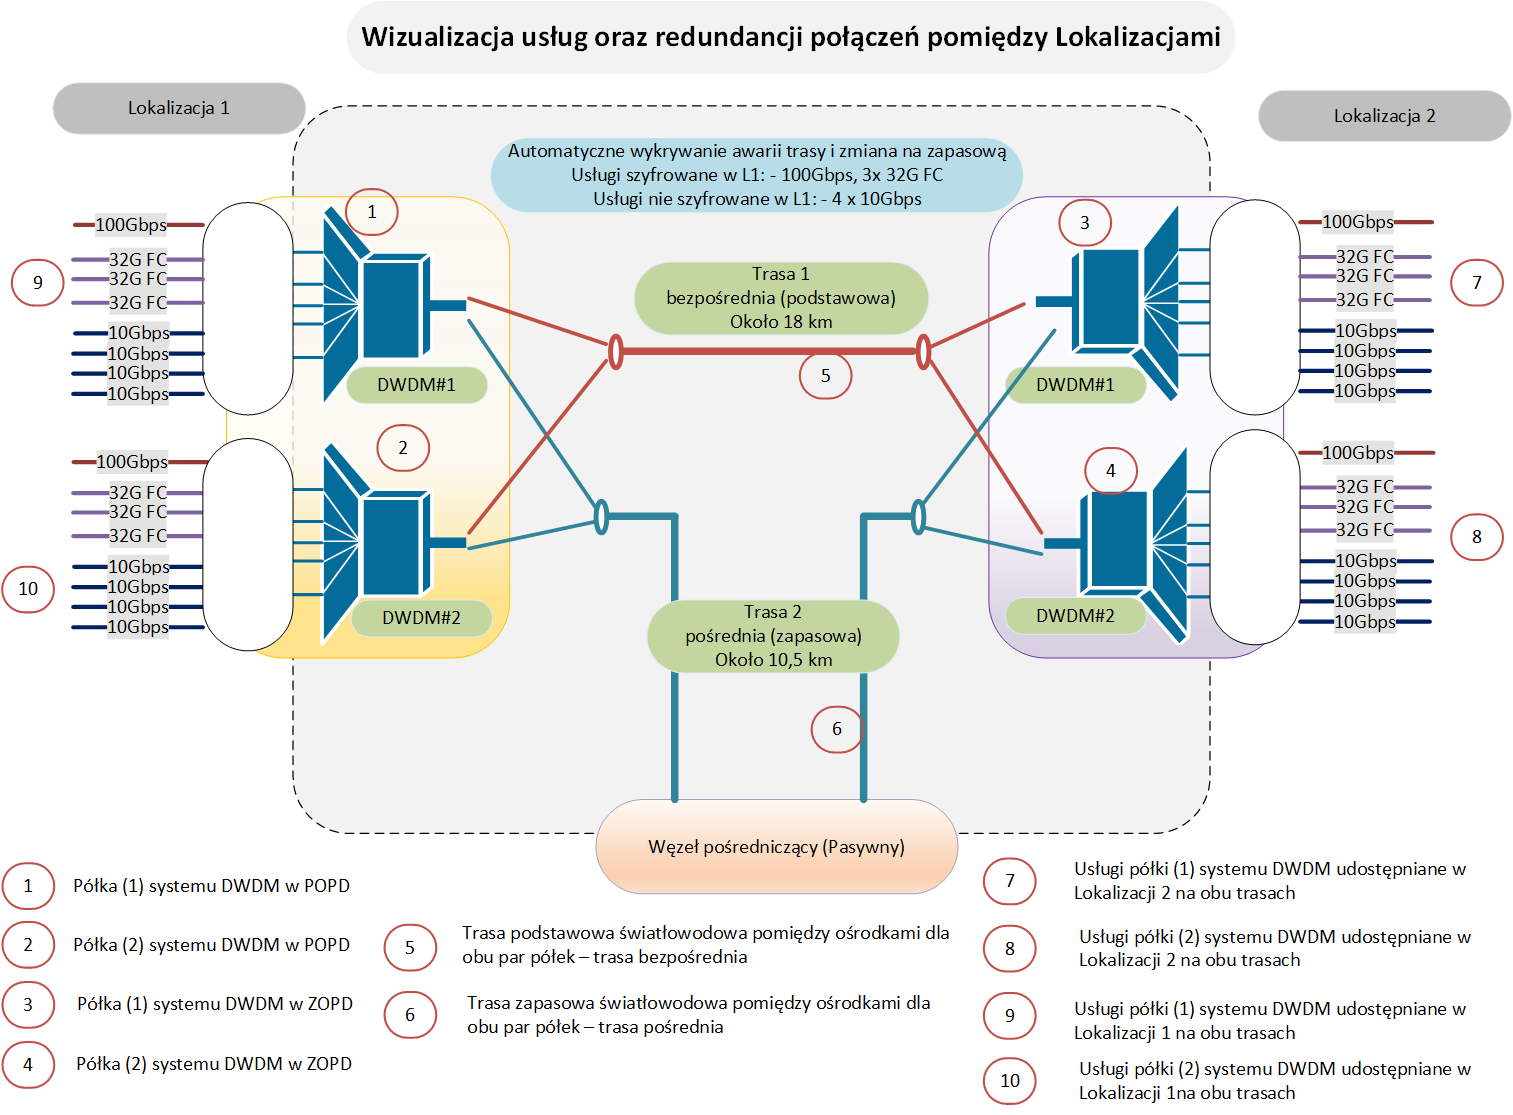 Wizualizacja usług oraz redundancji połączeń pomiędzy Lokalizacjami
Lokalizacja 1
Lokalizacja 2
Automatyczne wykrywanie awarii trasy i zmiana na zapasową
Usługi szyfrowane w L1: - 100Gbps, 3x 32G FC
Usługi nie szyfrowane w L1: - 4 x 10Gbps
1
3
100Gbps
32G FC
32G FC
32G FC
10Gbps
10Gbps
10Gbps
10Gbps
9
DWDM#1
Trasa 1
bezpośrednia (podstawowa)
Około 18 km
5
DWDM#1
100Gbps
32G FC
32G FC
32G FC
10Gbps
10Gbps
10Gbps
10Gbps
7
2
4
100Gbps
32G FC
32G FC
32G FC
10Gbps
10Gbps
10Gbps
10Gbps
10
DWDM#2
Trasa 2
pośrednia (zapasowa)
Około 10,5 km
6
DWDM#2
100Gbps
32G FC
32G FC
32G FC
10Gbps
10Gbps
10Gbps
10Gbps
8
Węzeł pośredniczący (Pasywny)
1 Półka (1) systemu DWDM w POPD
2 Półka (2) systemu DWDM w POPD
3 Półka (1) systemu DWDM w ZOPD
4 Półka (2) systemu DWDM w ZOPD
5 Trasa podstawowa światłowodowa pomiędzy ośrodkami dla
obu par półek – trasa bezpośrednia
6 Trasa zapasowa światłowodowa pomiędzy ośrodkami dla
obu par półek – trasa pośrednia
7 Usługi półki (1) systemu DWDM udostępniane w
Lokalizacji 2 na obu trasach
8 Usługi półki (2) systemu DWDM udostępniane w
Lokalizacji 2 na obu trasach
9 Usługi półki (1) systemu DWDM udostępniane w
Lokalizacji 1 na obu trasach
10 Usługi półki (2) systemu DWDM udostępniane w
Lokalizacji 1na obu trasach